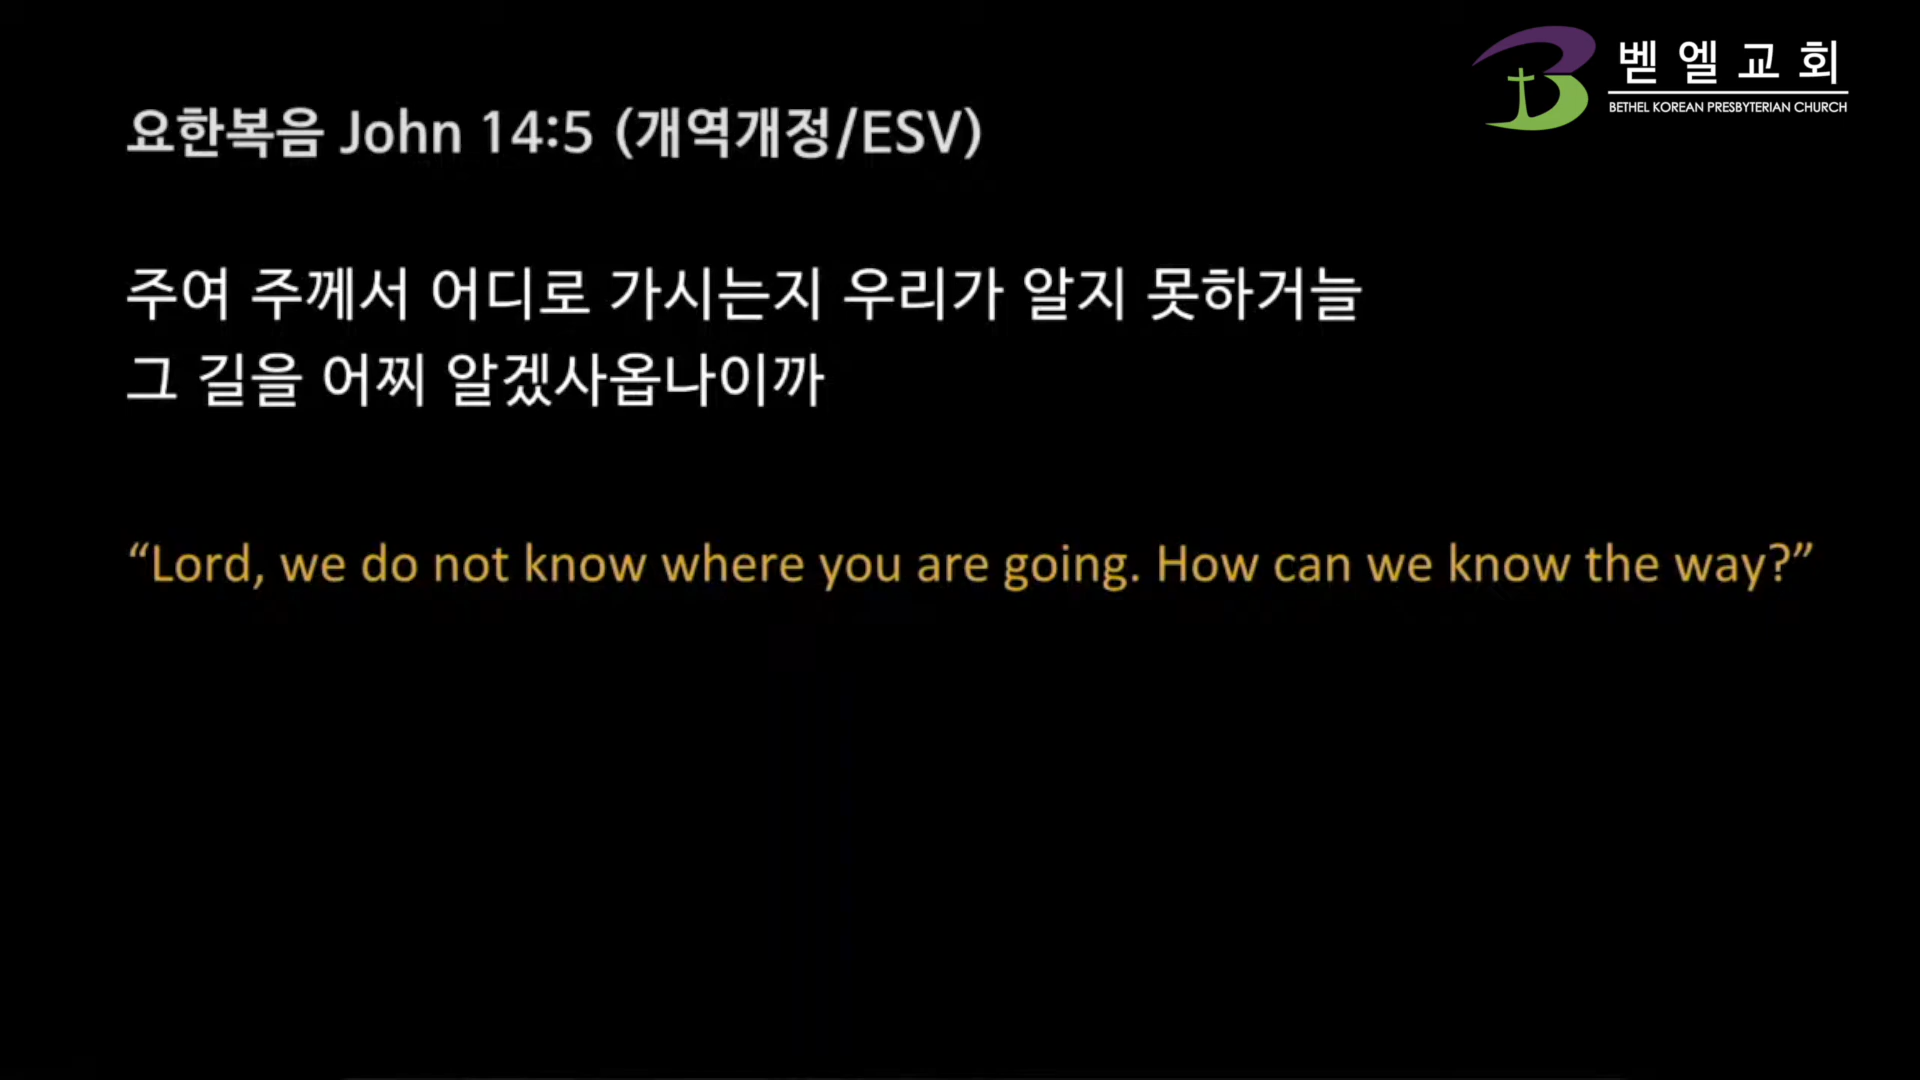 벧엘교회
BETHEL KOREAN PRESBYTERIAN CHURCH
요한복음 John 14:5 (개역개정/ESV)
주여 주께서 어디로 가시는지 우리가 알지 못하거늘
그 길을 어찌 알겠사옵나이까
“Lord, we do not know where you are going. How can we know the way?”